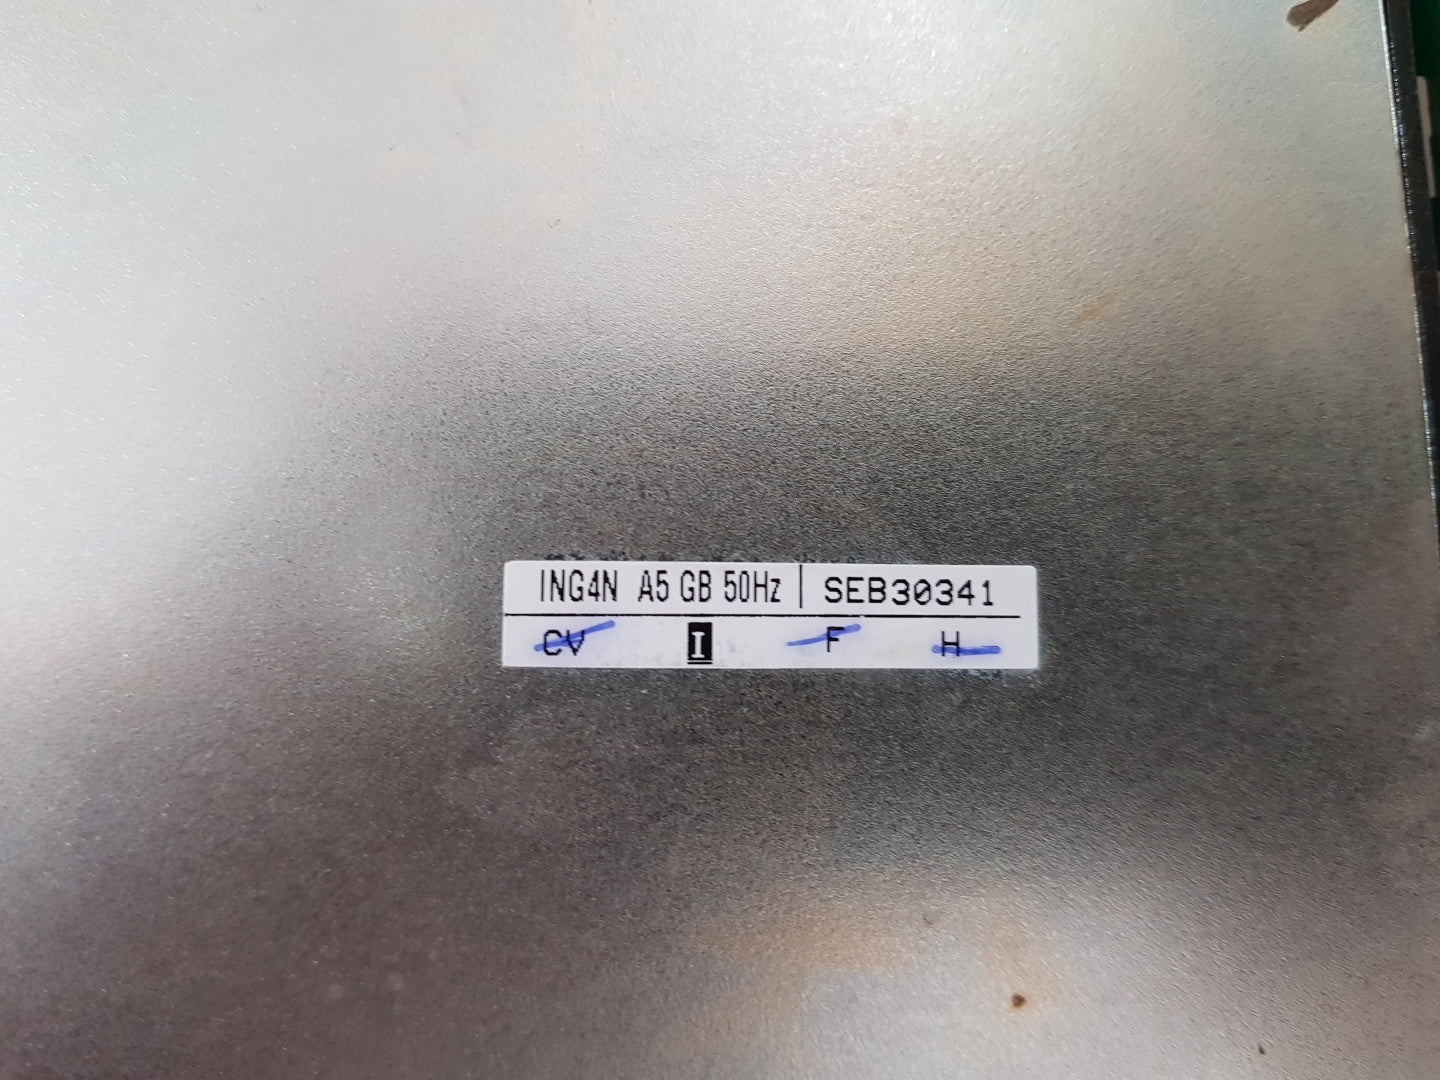 ING4N A5 GB 50Hz | SEB30341
CV I F H